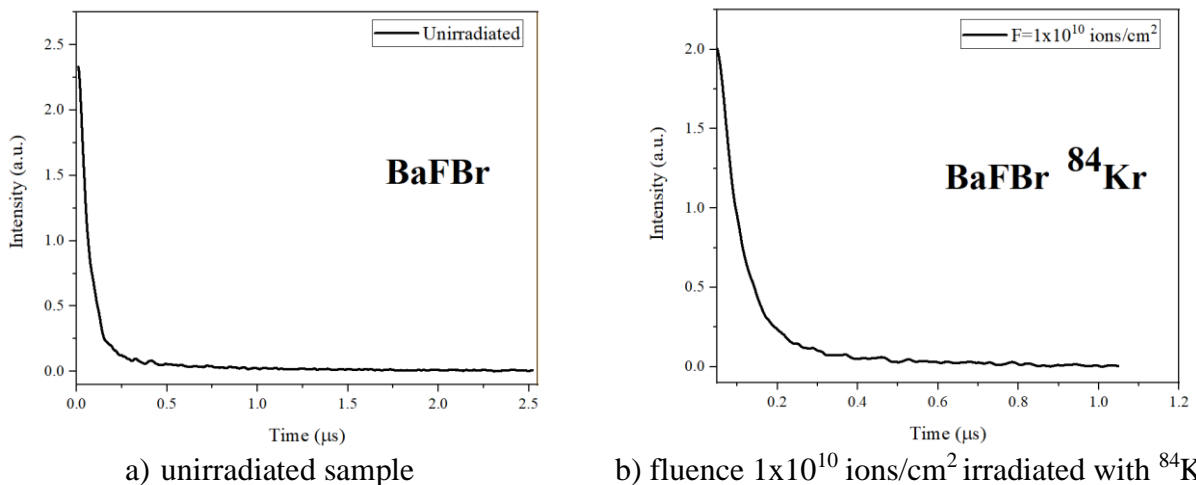 Unirradiated
2.5
2.0
1.5
1.0
0.5
0.0
Intensity (a.u.)
BaFBr
0.0 0.5 1.0 1.5 2.0 2.5
Time (μs)
a) unirradiated sample
F=1x10¹⁰ ions/cm²
2.0
1.5
1.0
0.5
0.0
Intensity (a.u.)
BaFBr ⁸⁴Kr
0.2 0.4 0.6 0.8 1.0 1.2
Time (μs)
b) fluence 1x10¹⁰ ions/cm² irradiated with ⁸⁴K